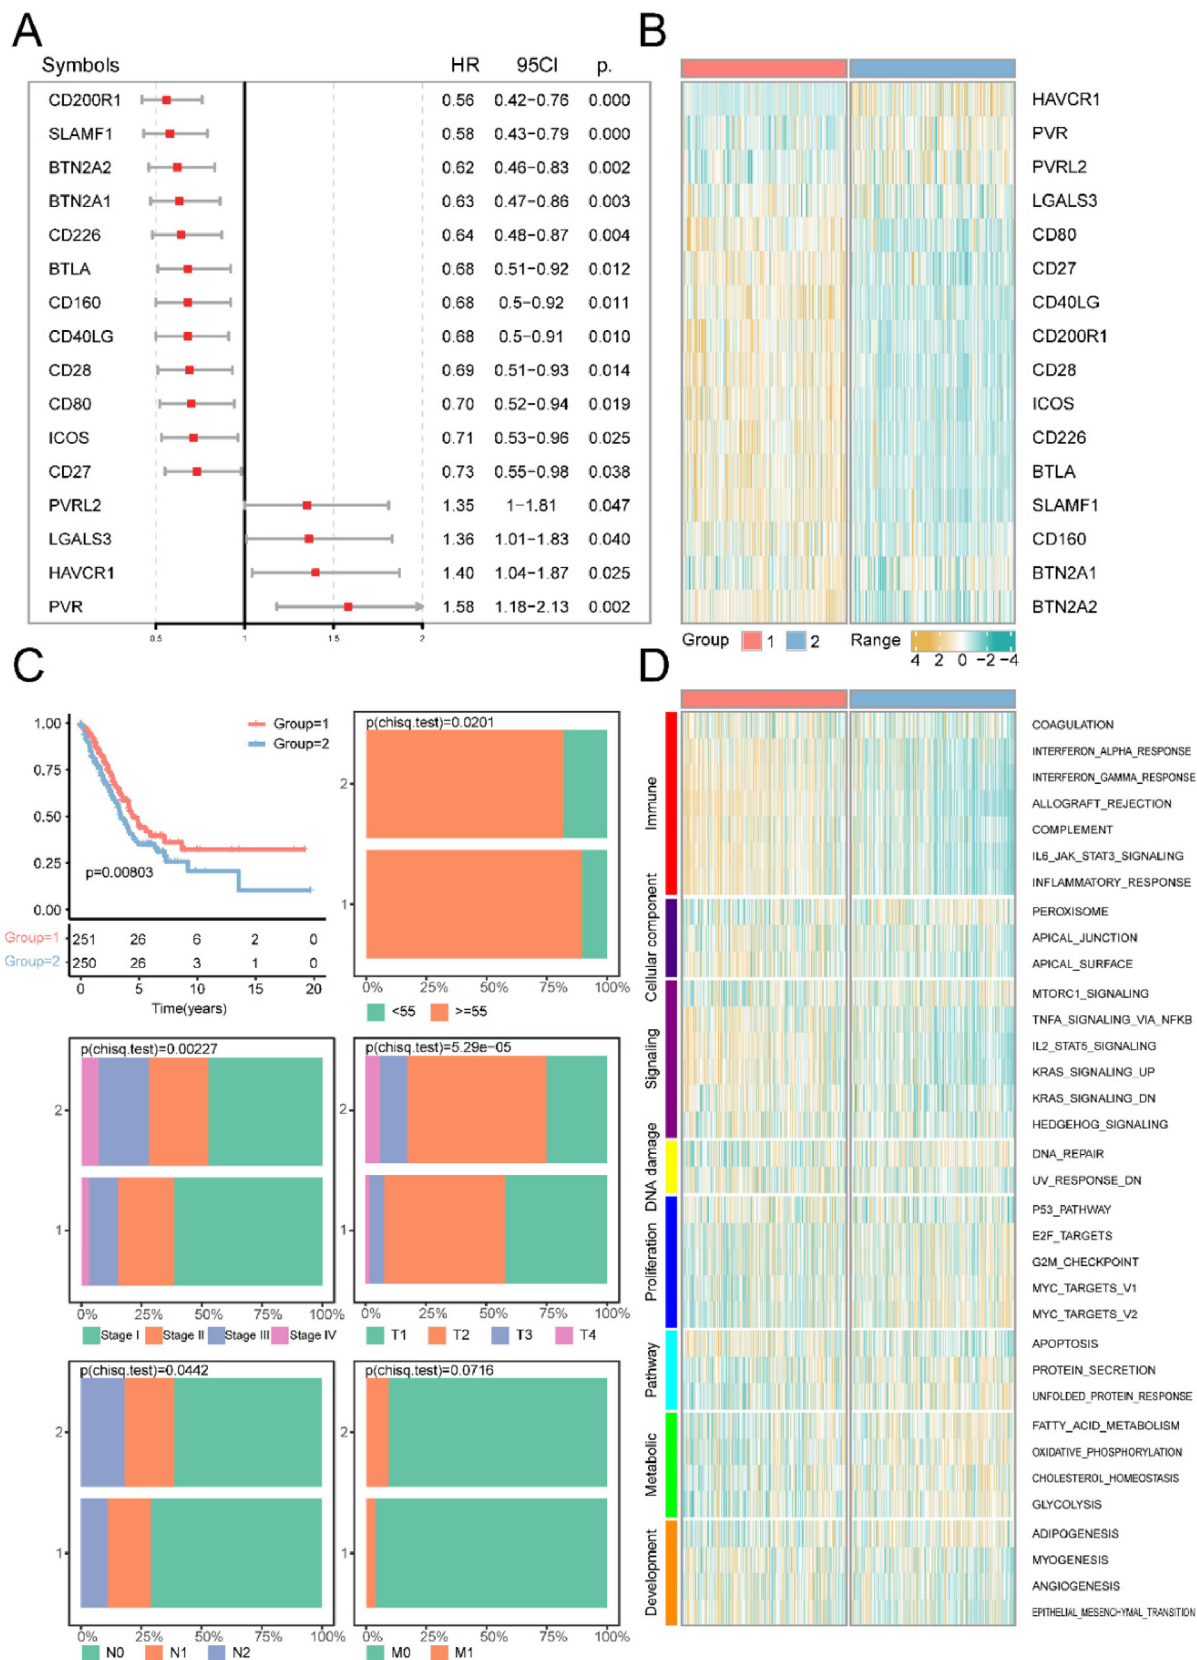 A
Symbols HR 95CI p.
CD200R1 0.56 0.42-0.76 0.000
SLAMF1 0.58 0.43-0.79 0.000
BTN2A2 0.62 0.46-0.83 0.002
BTN2A1 0.63 0.47-0.86 0.003
CD226 0.64 0.48-0.87 0.004
BTLA 0.68 0.51-0.92 0.012
CD160 0.68 0.5-0.92 0.011
CD40LG 0.68 0.5-0.91 0.010
CD28 0.69 0.51-0.93 0.014
CD80 0.70 0.52-0.94 0.019
ICOS 0.71 0.53-0.96 0.025
CD27 0.73 0.55-0.98 0.038
PVRL2 1.35 1-1.81 0.047
LGALS3 1.36 1.01-1.83 0.040
HAVCR1 1.40 1.04-1.87 0.025
PVR 1.58 1.18-2.13 0.002
0.5 1 1.5 2
B
HAVCR1
PVR
PVRL2
LGALS3
CD80
CD27
CD40LG
CD200R1
CD28
ICOS
CD226
BTLA
SLAMF1
CD160
BTN2A1
BTN2A2
Group 1 2 Range 4 2 0 -2 -4
C
1.00
0.75
0.50
0.25
0.00
Group=1
Group=2
p=0.00803
Group=1 251 26 6 2 0
Group=2 250 26 3 1 0
0 5 10 15 20
Time(years)
p(chisq.test)=0.0201
2
1
0% 25% 50% 75% 100%
<55 >=55
p(chisq.test)=0.00227
2
1
0% 25% 50% 75% 100%
Stage I Stage II Stage III Stage IV
p(chisq.test)=5.29e-05
2
1
0% 25% 50% 75% 100%
T1 T2 T3 T4
p(chisq.test)=0.0442
2
1
0% 25% 50% 75% 100%
N0 N1 N2
p(chisq.test)=0.0716
2
1
0% 25% 50% 75% 100%
M0 M1
D
Immune
COAGULATION
INTERFERON_ALPHA_RESPONSE
INTERFERON_GAMMA_RESPONSE
ALLOGRAFT_REJECTION
COMPLEMENT
IL6_JAK_STAT3_SIGNALING
INFLAMMATORY_RESPONSE
Cellular component
PEROXISOME
APICAL_JUNCTION
APICAL_SURFACE
Signaling
MTORC1_SIGNALING
TNFA_SIGNALING_VIA_NFKB
IL2_STAT5_SIGNALING
KRAS_SIGNALING_UP
KRAS_SIGNALING_DN
HEDGEHOG_SIGNALING
DNA damage
DNA_REPAIR
UV_RESPONSE_DN
Proliferation
P53_PATHWAY
E2F_TARGETS
G2M_CHECKPOINT
MYC_TARGETS_V1
MYC_TARGETS_V2
Pathway
APOPTOSIS
PROTEIN_SECRETION
UNFOLDED_PROTEIN_RESPONSE
Metabolic
FATTY_ACID_METABOLISM
OXIDATIVE_PHOSPHORYLATION
CHOLESTEROL_HOMEOSTASIS
GLYCOLYSIS
Development
ADIPOGENESIS
MYOGENESIS
ANGIOGENESIS
EPITHELIAL_MESENCHYMAL_TRANSITION